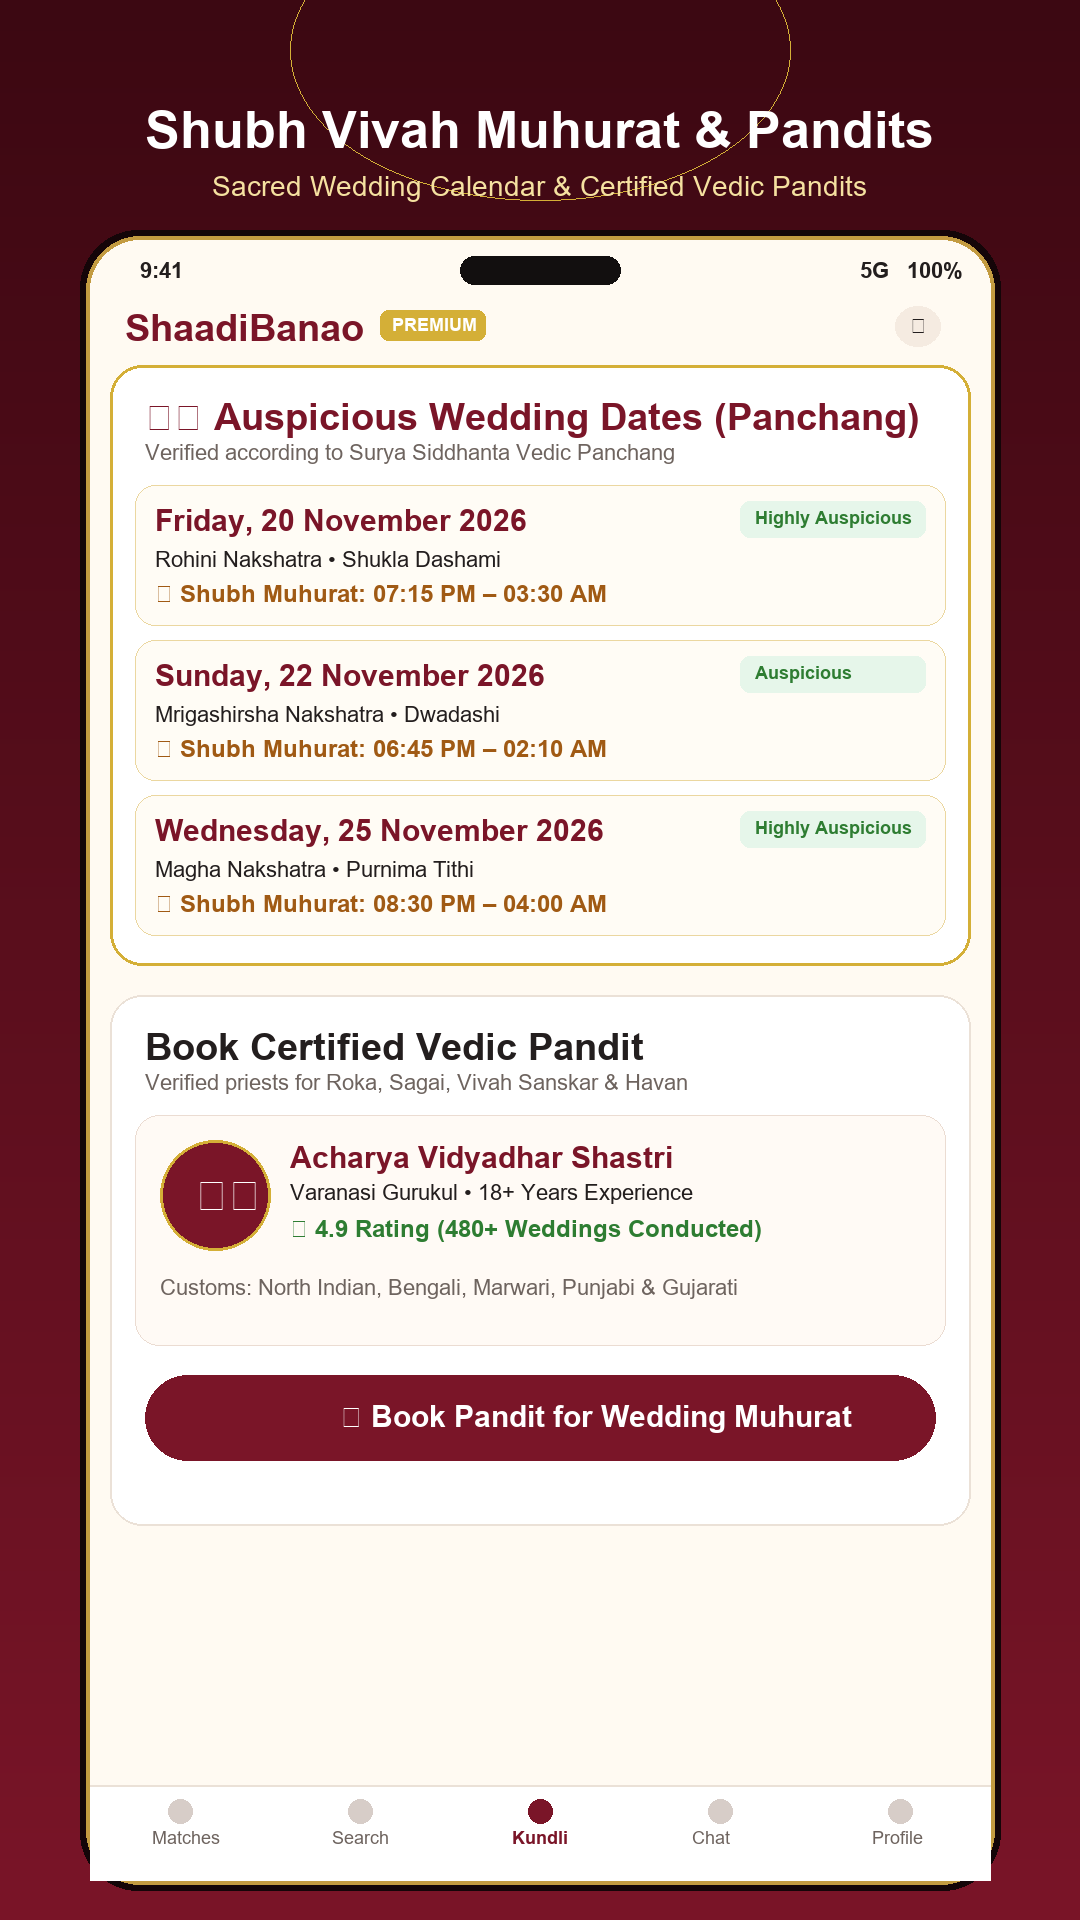 Shubh Vivah Muhurat & Pandits
Sacred Wedding Calendar & Certified Vedic Pandits
9:41
5G 100%
ShaadiBanao PREMIUM
Auspicious Wedding Dates (Panchang)
Verified according to Surya Siddhanta Vedic Panchang
Friday, 20 November 2026
Highly Auspicious
Rohini Nakshatra • Shukla Dashami
Shubh Muhurat: 07:15 PM – 03:30 AM
Sunday, 22 November 2026
Auspicious
Mrigashirsha Nakshatra • Dwadashi
Shubh Muhurat: 06:45 PM – 02:10 AM
Wednesday, 25 November 2026
Highly Auspicious
Magha Nakshatra • Purnima Tithi
Shubh Muhurat: 08:30 PM – 04:00 AM
Book Certified Vedic Pandit
Verified priests for Roka, Sagai, Vivah Sanskar & Havan
Acharya Vidyadhar Shastri
Varanasi Gurukul • 18+ Years Experience
4.9 Rating (480+ Weddings Conducted)
Customs: North Indian, Bengali, Marwari, Punjabi & Gujarati
Book Pandit for Wedding Muhurat
Matches
Search
Kundli
Chat
Profile